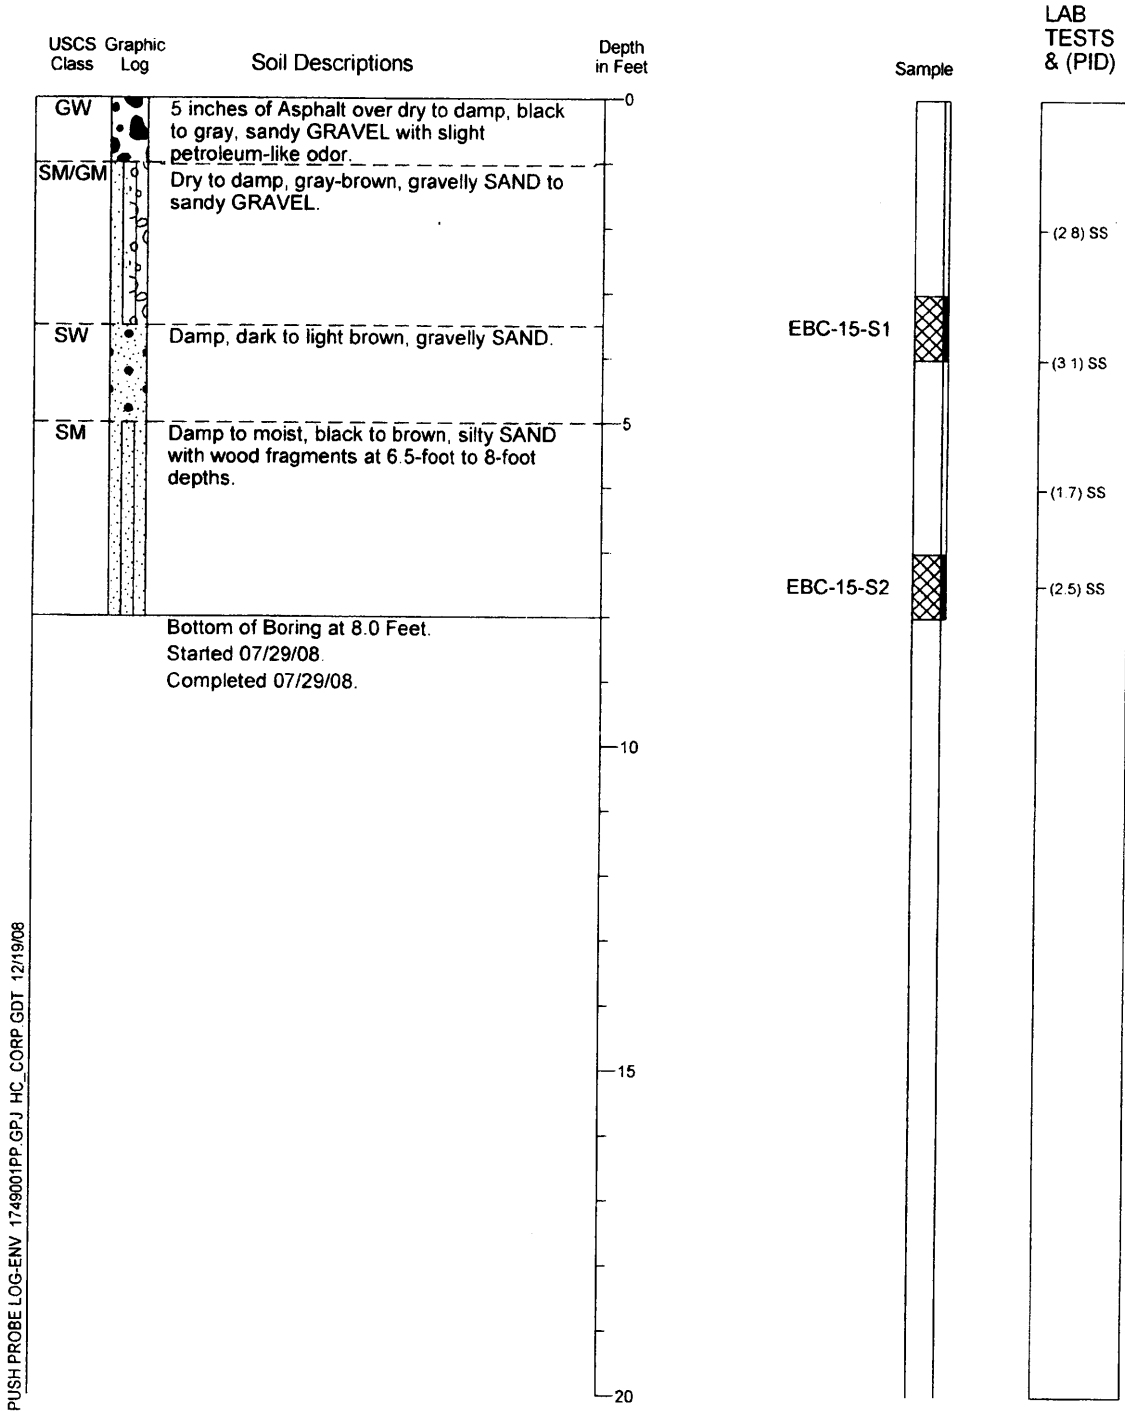 USCS Graphic
Class Log
Soil Descriptions
Depth
in Feet
Sample
LAB
TESTS
& (PID)
GW
5 inches of Asphalt over dry to damp, black
to gray, sandy GRAVEL with slight
petroleum-like odor.
0
SM/GM
Dry to damp, gray-brown, gravelly SAND to
sandy GRAVEL.
(2 8) SS
SW
Damp, dark to light brown, gravelly SAND.
EBC-15-S1
(3 1) SS
SM
Damp to moist, black to brown, silty SAND
with wood fragments at 6.5-foot to 8-foot
depths.
5
(1.7) SS
EBC-15-S2
(2.5) SS
Bottom of Boring at 8.0 Feet.
Started 07/29/08.
Completed 07/29/08.
10
15
20
PUSH PROBE LOG-ENV 1749001PP.GPJ HC_CORP.GDT 12/19/08